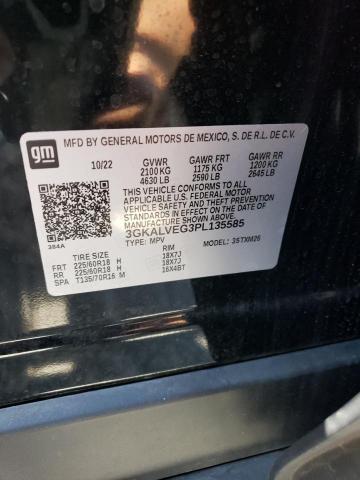 gm
MFD BY GENERAL MOTORS DE MEXICO, S. DE R.L. DE C.V.
10/22 GVWR GAWR FRT GAWR RR
2100 KG 1175 KG 1200 KG
4630 LB 2590 LB 2645 LB
THIS VEHICLE CONFORMS TO ALL
APPLICABLE U.S. FEDERAL MOTOR
VEHICLE SAFETY STANDARDS IN
EFFECT ON THE DATE OF
MANUFACTURE SHOWN ABOVE.
3GKALVEG3PL135585
384A TYPE: MPV MODEL: 3STXM26
TIRE SIZE RIM
FRT 225/60R18 H 18X7J
RR 225/60R18 H 18X7J
SPA T135/70R16 M 16X4BT